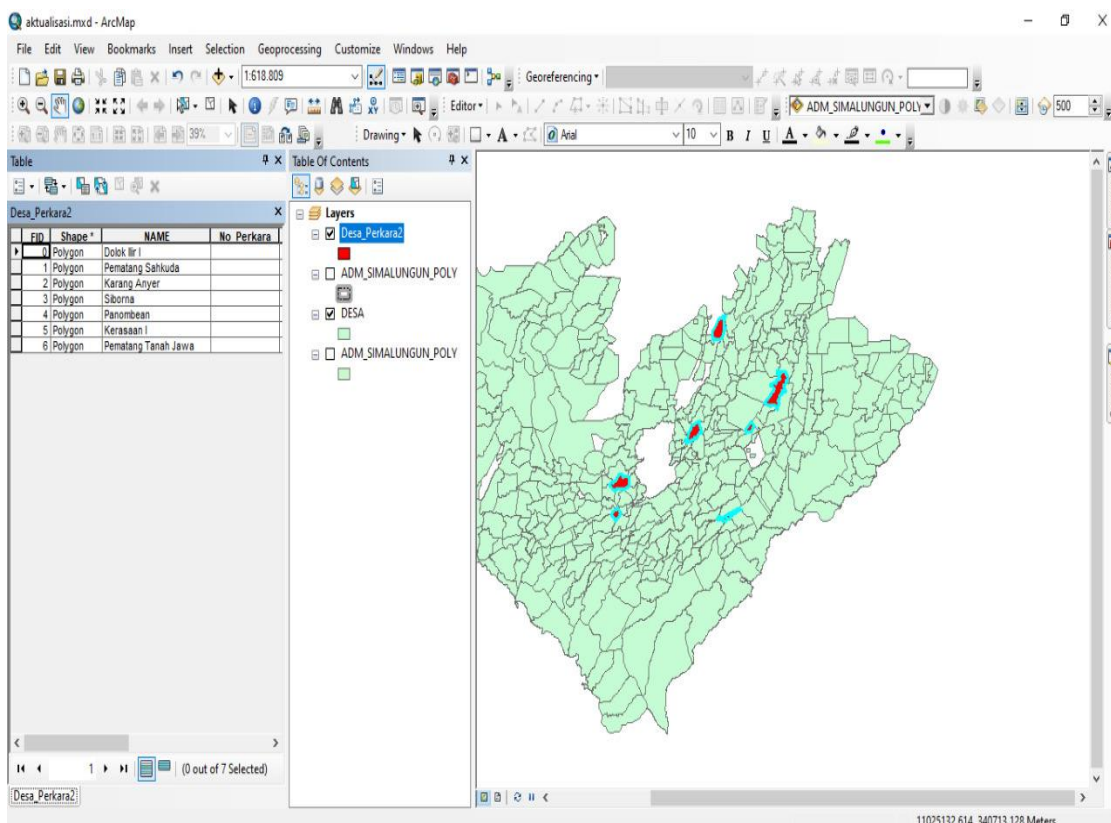 aktualisasi.mxd - ArcMap
File Edit View Bookmarks Insert Selection Geoprocessing Customize Windows Help
1:618.809
Georeferencing
Editor
ADM_SIMALUNGUN_POLY
500
39%
Drawing
Arial
10
B I U A
Table
Table Of Contents
Desa_Perkara2
FID Shape * NAME No Perkara
0 Polygon Dolok Ilir I
1 Polygon Pematang Sahkuda
2 Polygon Karang Anyer
3 Polygon Siborna
4 Polygon Panombean
5 Polygon Kerasaan I
6 Polygon Pematang Tanah Jawa
Layers
Desa_Perkara2
ADM_SIMALUNGUN_POLY
DESA
ADM_SIMALUNGUN_POLY
1
(0 out of 7 Selected)
Desa_Perkara2
11025132,614 340713,128 Meters